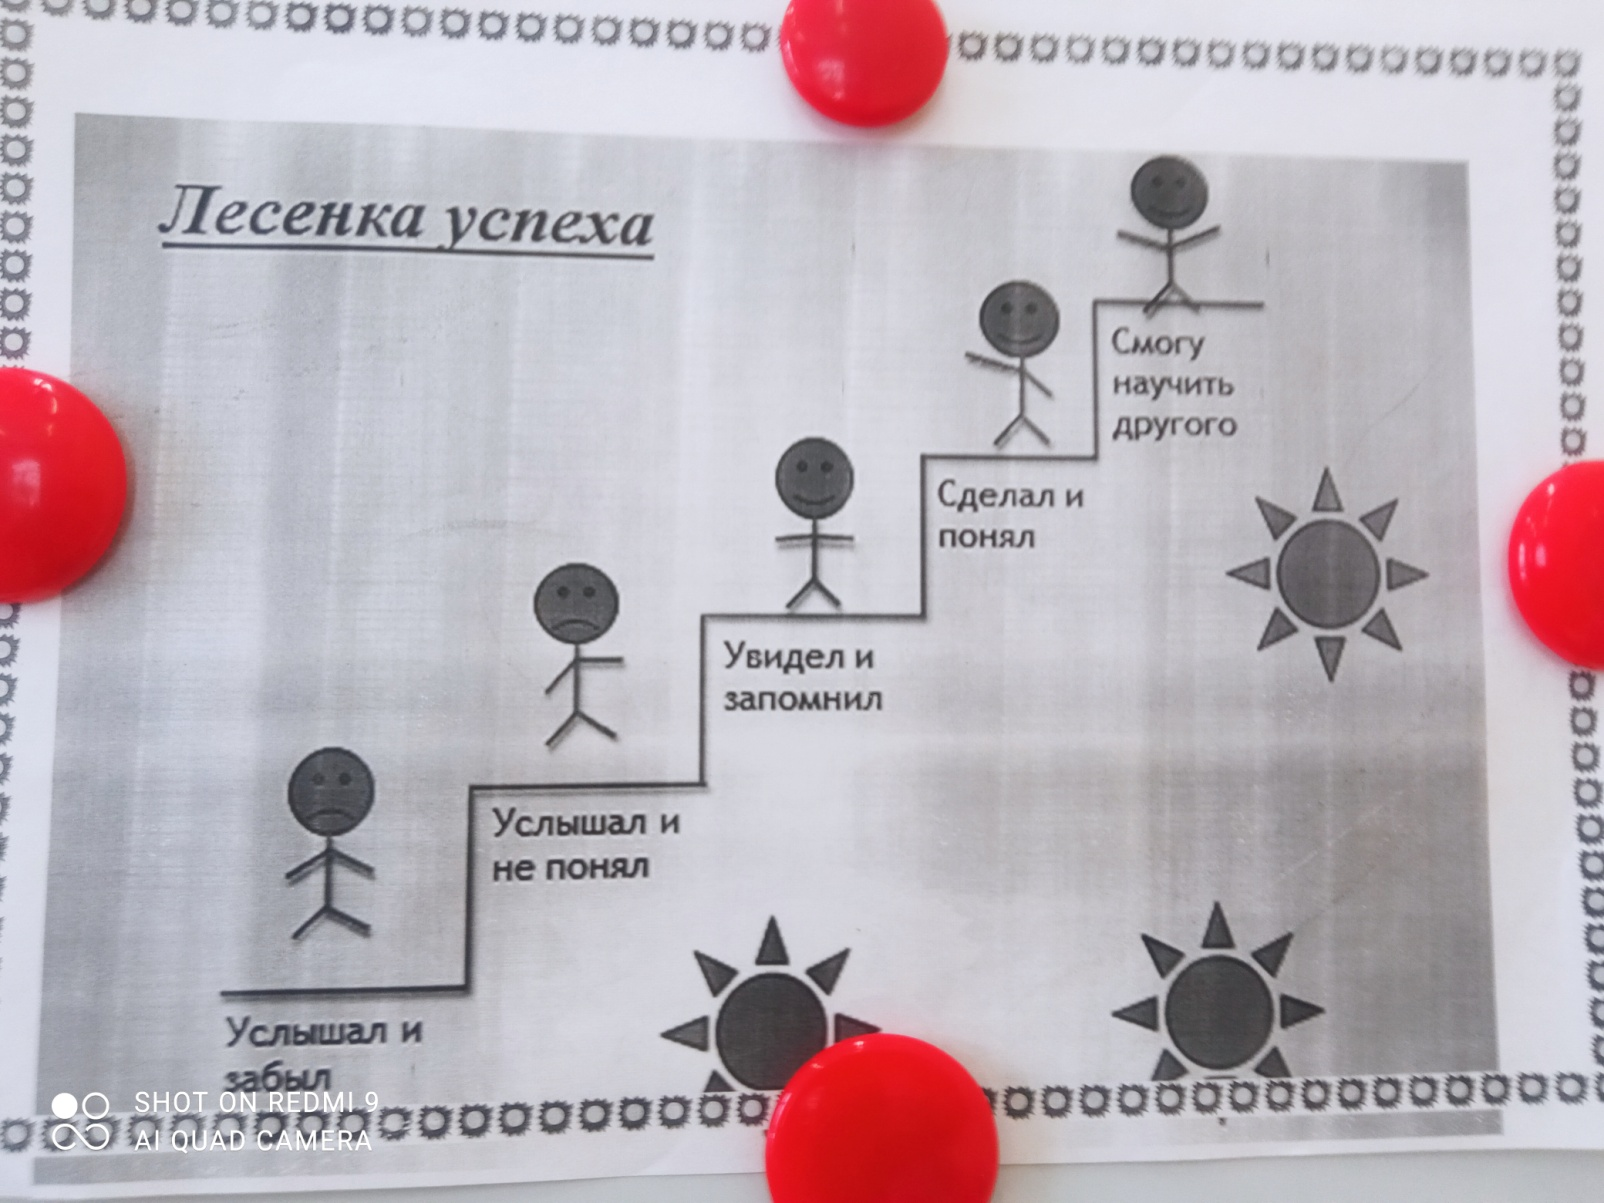 Лесенка успеха
Смогу
научить
другого
Сделал и
понял
Увидел и
запомнил
Услышал и
не понял
Услышал и
забыл
SHOT ON REDMI 9
AI QUAD CAMERA